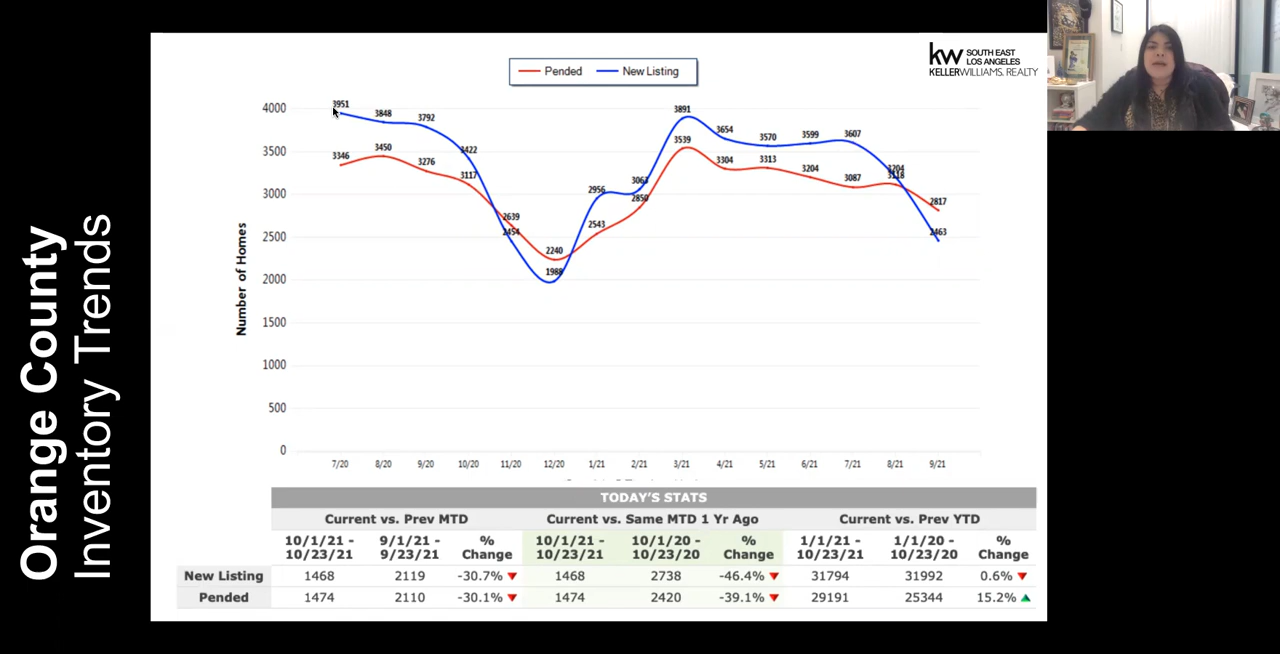 Orange County
Inventory Trends
kw SOUTH EAST
LOS ANGELES
KELLERWILLIAMS. REALTY
Pended New Listing
Number of Homes
4000
3500
3000
2500
2000
1500
1000
500
0
3951 3848 3792 3422 2454 1988 2956 3063 3891 3654 3570 3599 3607 3204 2463
3346 3450 3276 3117 2639 2240 2543 2850 3539 3304 3313 3204 3087 3118 2817
7/20 8/20 9/20 10/20 11/20 12/20 1/21 2/21 3/21 4/21 5/21 6/21 7/21 8/21 9/21
TODAY'S STATS
Current vs. Prev MTD Current vs. Same MTD 1 Yr Ago Current vs. Prev YTD
10/1/21 - 9/1/21 - % 10/1/21 - 10/1/20 - % 1/1/21 - 1/1/20 - %
10/23/21 9/23/21 Change 10/23/21 10/23/20 Change 10/23/21 10/23/20 Change
New Listing 1468 2119 -30.7% 1468 2738 -46.4% 31794 31992 0.6%
Pended 1474 2110 -30.1% 1474 2420 -39.1% 29191 25344 15.2%